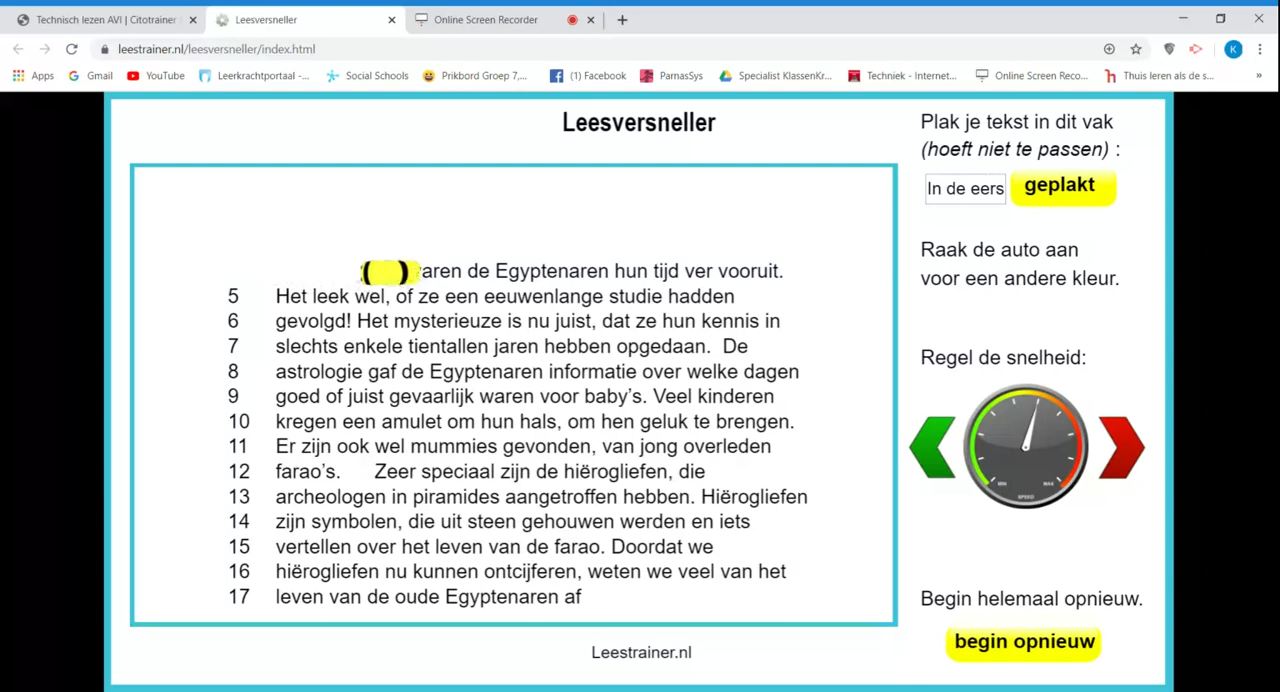 Technisch lezen AVI | Citotrainer
Leesversneller
Online Screen Recorder
leestrainer.nl/leesversneller/index.html
K
Apps
Gmail
YouTube
Leerkrachtportaal -...
Social Schools
Prikbord Groep 7,...
(1) Facebook
ParnasSys
Specialist KlassenKr...
Techniek - Internet...
Online Screen Reco...
Thuis leren als de s...
»
Leesversneller
aren de Egyptenaren hun tijd ver vooruit.
5 Het leek wel, of ze een eeuwenlange studie hadden
6 gevolgd! Het mysterieuze is nu juist, dat ze hun kennis in
7 slechts enkele tientallen jaren hebben opgedaan. De
8 astrologie gaf de Egyptenaren informatie over welke dagen
9 goed of juist gevaarlijk waren voor baby's. Veel kinderen
10 kregen een amulet om hun hals, om hen geluk te brengen.
11 Er zijn ook wel mummies gevonden, van jong overleden
12 farao's. Zeer speciaal zijn de hiërogliefen, die
13 archeologen in piramides aangetroffen hebben. Hiërogliefen
14 zijn symbolen, die uit steen gehouwen werden en iets
15 vertellen over het leven van de farao. Doordat we
16 hiërogliefen nu kunnen ontcijferen, weten we veel van het
17 leven van de oude Egyptenaren af
Leestrainer.nl
Plak je tekst in dit vak
(hoeft niet te passen) :
In de eers
geplakt
Raak de auto aan
voor een andere kleur.
Regel de snelheid:
MIN MAX
SPEED
Begin helemaal opnieuw.
begin opnieuw